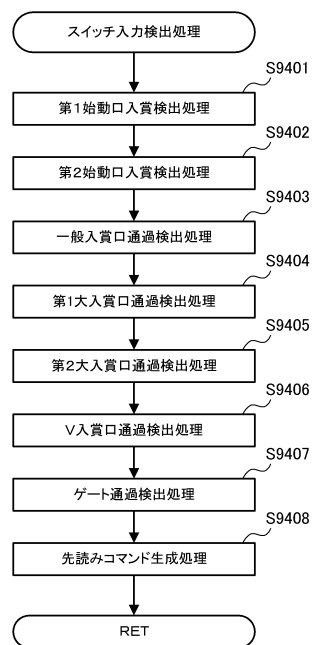 スイッチ入力検出処理
S9401
第1始動口入賞検出処理
S9402
第2始動口入賞検出処理
S9403
一般入賞口通過検出処理
S9404
第1大入賞口通過検出処理
S9405
第2大入賞口通過検出処理
S9406
V入賞口通過検出処理
S9407
ゲート通過検出処理
S9408
先読みコマンド生成処理
RET